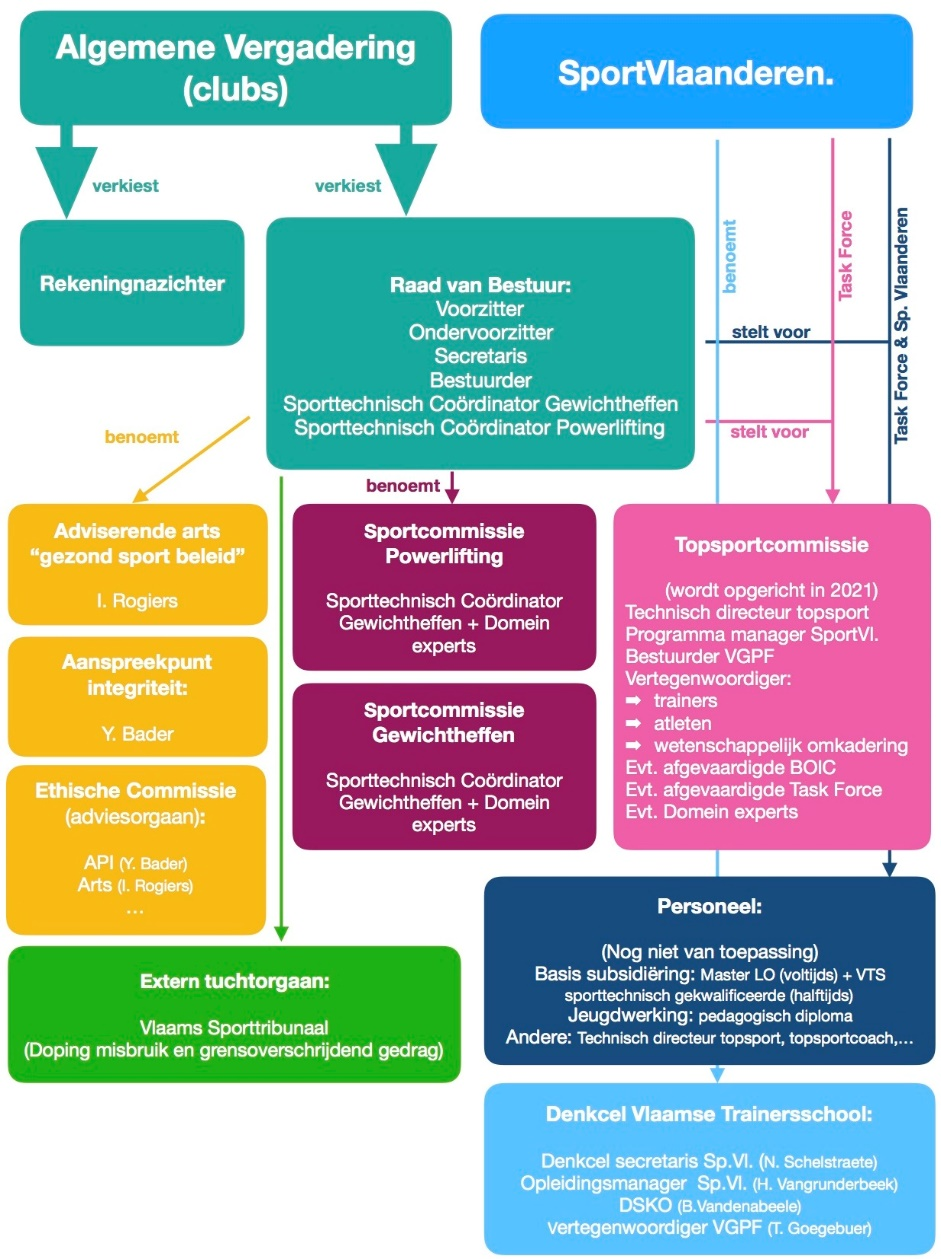 Algemene Vergadering
(clubs)
SportVlaanderen.
verkiest
verkiest
benoemt
Task Force
Task Force & Sp. Vlaanderen
Rekeningnazichter
Raad van Bestuur:
Voorzitter
Ondervoorzitter
Secretaris
Bestuurder
Sporttechnisch Coördinator Gewichtheffen
Sporttechnisch Coördinator Powerlifting
stelt voor
stelt voor
benoemt
benoemt
Adviserende arts
“gezond sport beleid”
I. Rogiers
Aanspreekpunt
integriteit:
Y. Bader
Ethische Commissie
(adviesorgaan):
API (Y. Bader)
Arts (I. Rogiers)
…
Sportcommissie
Powerlifting
Sporttechnisch Coördinator
Gewichtheffen + Domein
experts
Sportcommissie
Gewichtheffen
Sporttechnisch Coördinator
Gewichtheffen + Domein
experts
Topsportcommissie
(wordt opgericht in 2021)
Technisch directeur topsport
Programma manager SportVl.
Bestuurder VGPF
Vertegenwoordiger:
➡ trainers
➡ atleten
➡ wetenschappelijk omkadering
Evt. afgevaardigde BOIC
Evt. afgevaardigde Task Force
Evt. Domein experts
Extern tuchtorgaan:
Vlaams Sporttribunaal
(Doping misbruik en grensoverschrijdend gedrag)
Personeel:
(Nog niet van toepassing)
Basis subsidiëring: Master LO (voltijds) + VTS
sporttechnisch gekwalificeerde (halftijds)
Jeugdwerking: pedagogisch diploma
Andere: Technisch directeur topsport, topsportcoach,…
Denkcel Vlaamse Trainersschool:
Denkcel secretaris Sp.Vl. (N. Schelstraete)
Opleidingsmanager Sp.Vl. (H. Vangrunderbeek)
DSKO (B.Vandenabeele)
Vertegenwoordiger VGPF (T. Goegebuer)